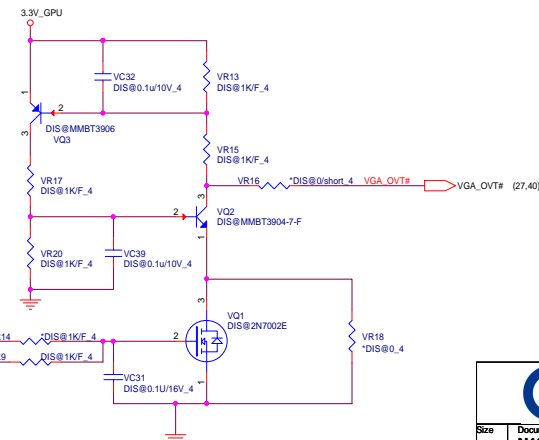 3.3V_GPU
VC32
DIS@0.1u/10V_4
VR13
DIS@1K/F_4
1
2
3
DIS@MMBT3906
VQ3
VR15
DIS@1K/F_4
VR17
DIS@1K/F_4
VR16
*DIS@0/short_4
VGA_OVT#
VGA_OVT# (27,40)
3
2
1
VQ2
DIS@MMBT3904-7-F
VR20
DIS@1K/F_4
VC39
DIS@0.1u/10V_4
3
2
1
VQ1
DIS@2N7002E
VR18
*DIS@0_4
*DIS@1K/F_4
DIS@1K/F_4
VC31
DIS@0.1U/16V_4
Size